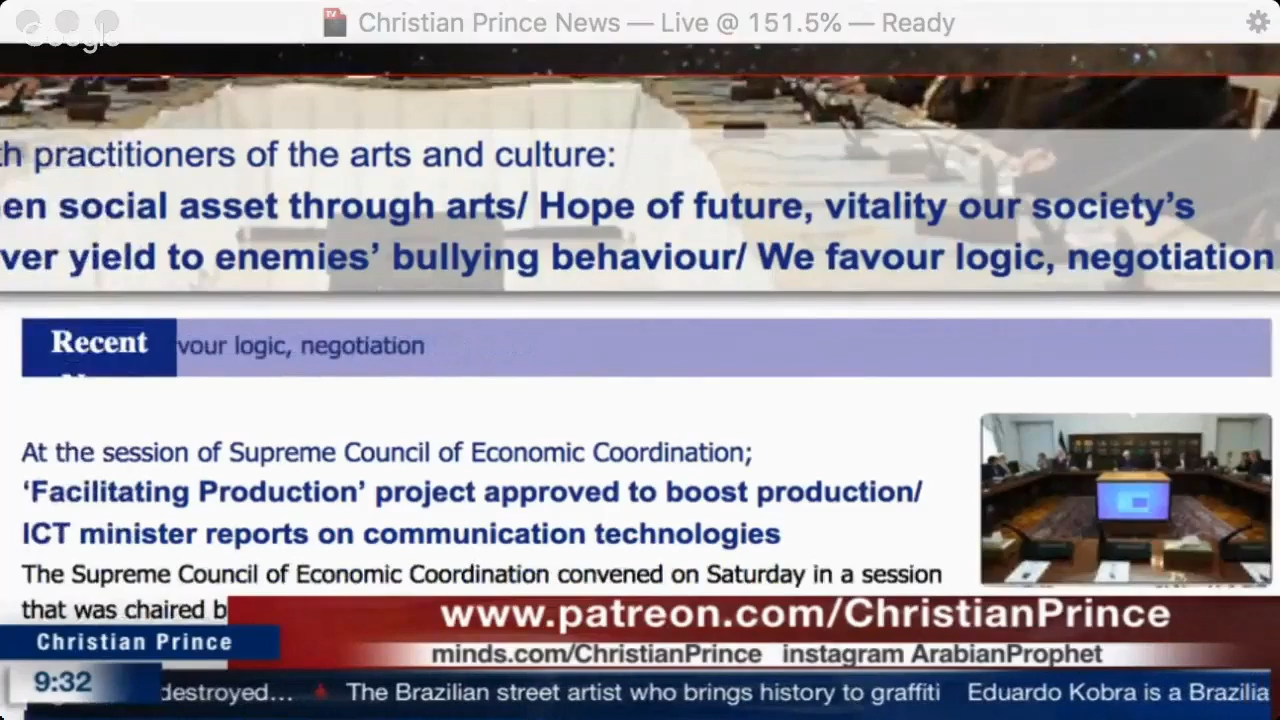 Christian Prince News — Live @ 151.5% — Ready
Google
th practitioners of the arts and culture:
en social asset through arts/ Hope of future, vitality our society’s
ver yield to enemies’ bullying behaviour/ We favour logic, negotiation
Recent
vour logic, negotiation
At the session of Supreme Council of Economic Coordination;
‘Facilitating Production’ project approved to boost production/
ICT minister reports on communication technologies
The Supreme Council of Economic Coordination convened on Saturday in a session
that was chaired b
www.patreon.com/ChristianPrince
Christian Prince
minds.com/ChristianPrince instagram ArabianProphet
9:32
destroyed... The Brazilian street artist who brings history to graffiti Eduardo Kobra is a Brazilia